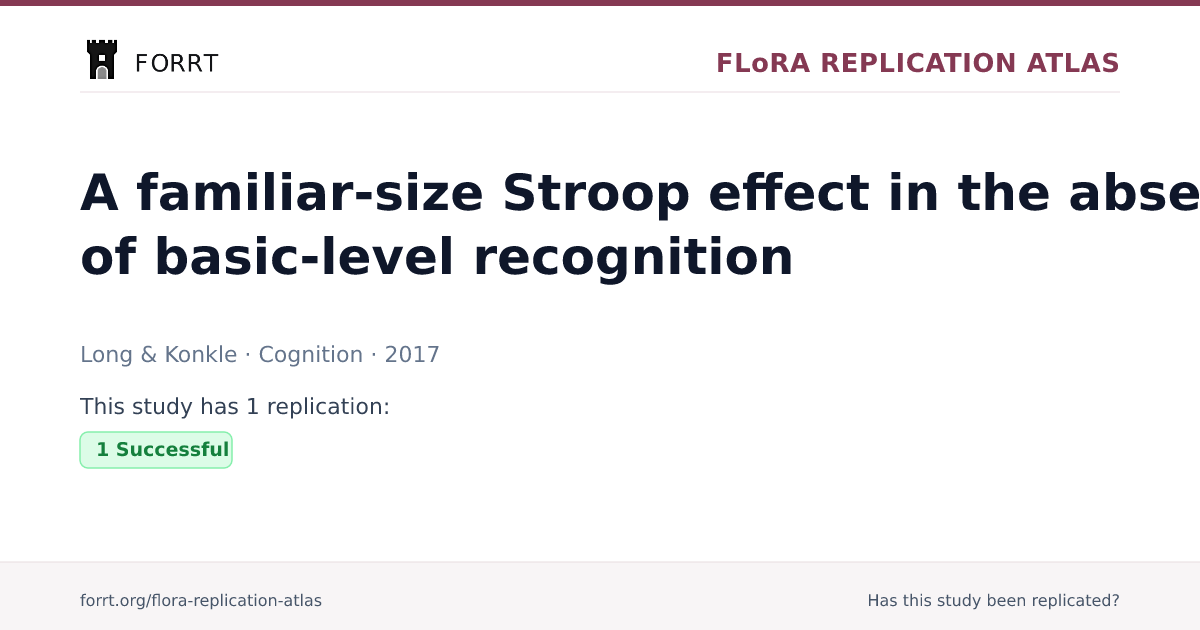 FORRT
FLoRA REPLICATION ATLAS
A familiar-size Stroop effect in the abse
of basic-level recognition
Long & Konkle · Cognition · 2017
This study has 1 replication:
1 Successful
forrt.org/flora-replication-atlas
Has this study been replicated?